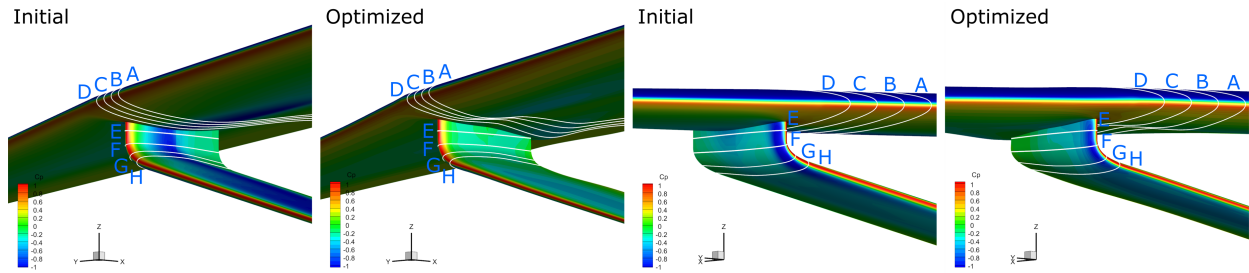 Initial
D C B A
E
F
G
H
Cp
1
0.8
0.6
0.4
0.2
0
-0.2
-0.4
-0.6
-0.8
-1
Z
Y X
Optimized
D C B A
E
F
G
H
Cp
1
0.8
0.6
0.4
0.2
0
-0.2
-0.4
-0.6
-0.8
-1
Z
Y X
Initial
D C B A
E
F
G H
Cp
1
0.8
0.6
0.4
0.2
0
-0.2
-0.4
-0.6
-0.8
-1
Z
Y
X
Optimized
D C B A
E
F
G H
Cp
1
0.8
0.6
0.4
0.2
0
-0.2
-0.4
-0.6
-0.8
-1
Z
Y
X